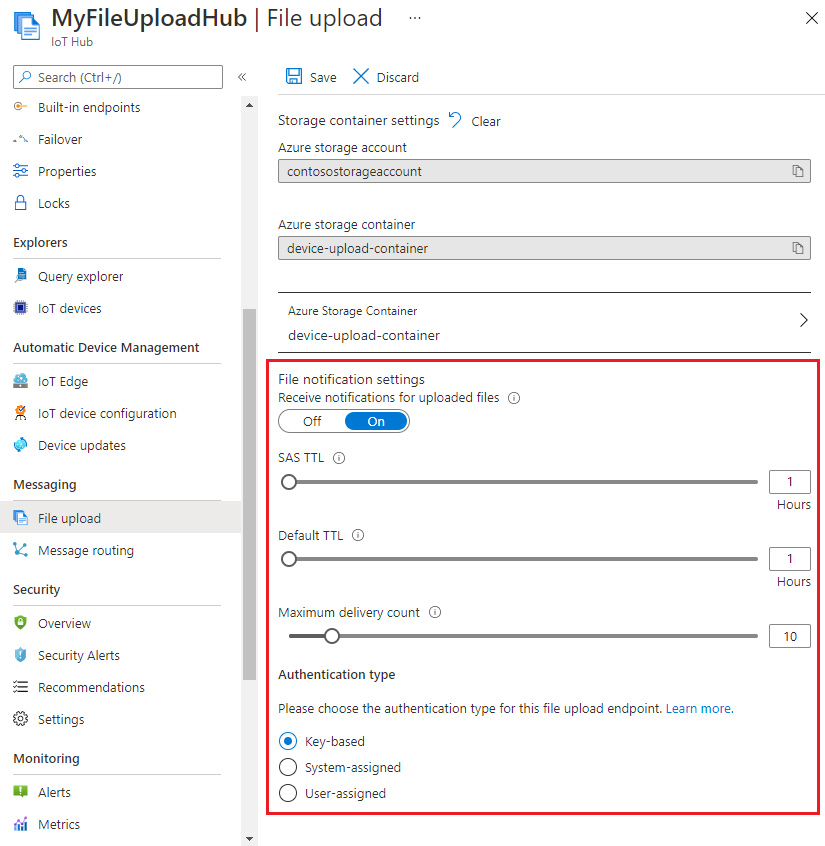 MyFileUploadHub | File upload ...
IoT Hub
Search (Ctrl+/)
«
Built-in endpoints
Failover
Properties
Locks
Explorers
Query explorer
IoT devices
Automatic Device Management
IoT Edge
IoT device configuration
Device updates
Messaging
File upload
Message routing
Security
Overview
Security Alerts
Recommendations
Settings
Monitoring
Alerts
Metrics
Save Discard
Storage container settings Clear
Azure storage account
contosostorageaccount
Azure storage container
device-upload-container
Azure Storage Container
device-upload-container
File notification settings
Receive notifications for uploaded files
Off On
SAS TTL
1
Hours
Default TTL
1
Hours
Maximum delivery count
10
Authentication type
Please choose the authentication type for this file upload endpoint. Learn more.
Key-based
System-assigned
User-assigned